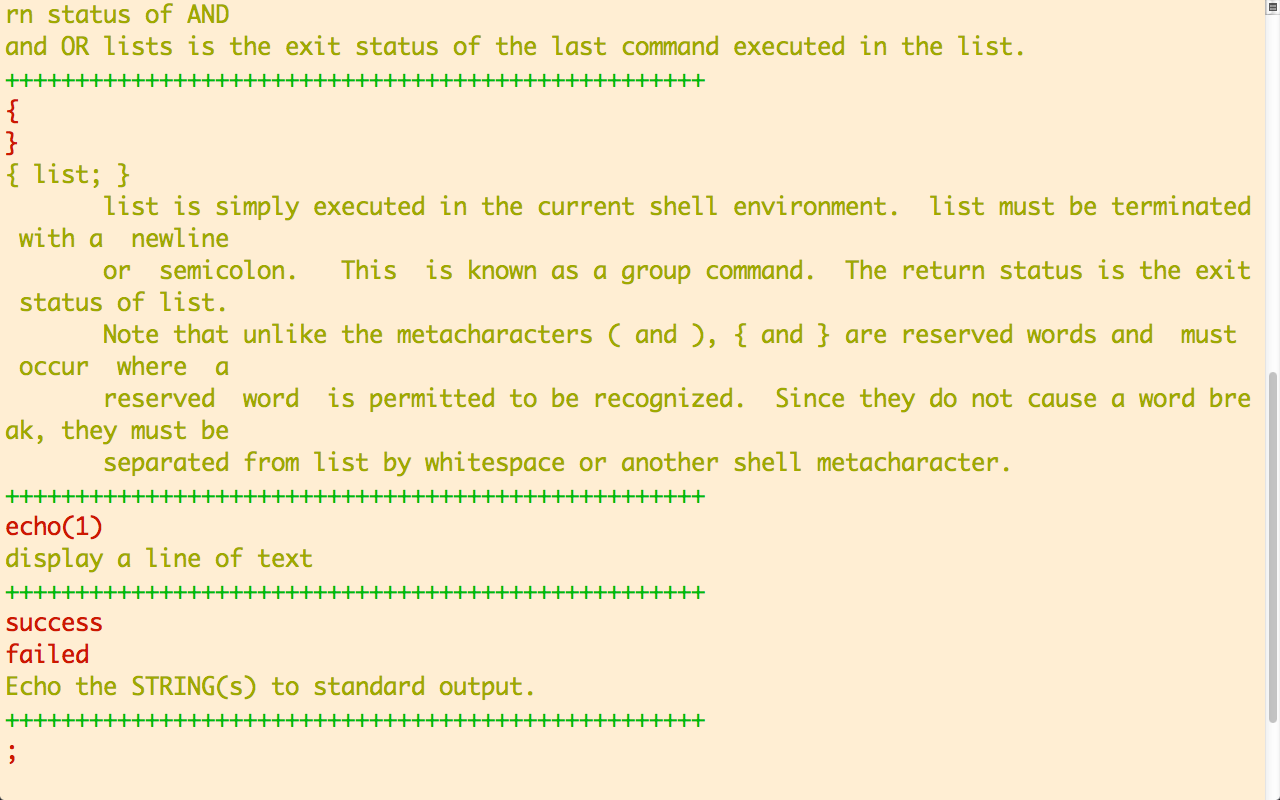 rn status of AND
and OR lists is the exit status of the last command executed in the list.
++++++++++++++++++++++++++++++++++++++++++++++++++
{
}
{ list; }
       list is simply executed in the current shell environment.  list must be terminated
 with a  newline
       or  semicolon.   This  is known as a group command.  The return status is the exit
 status of list.
       Note that unlike the metacharacters ( and ), { and } are reserved words and  must
 occur  where  a
       reserved  word  is permitted to be recognized.  Since they do not cause a word bre
ak, they must be
       separated from list by whitespace or another shell metacharacter.
++++++++++++++++++++++++++++++++++++++++++++++++++
echo(1)
display a line of text
++++++++++++++++++++++++++++++++++++++++++++++++++
success
failed
Echo the STRING(s) to standard output.
++++++++++++++++++++++++++++++++++++++++++++++++++
;